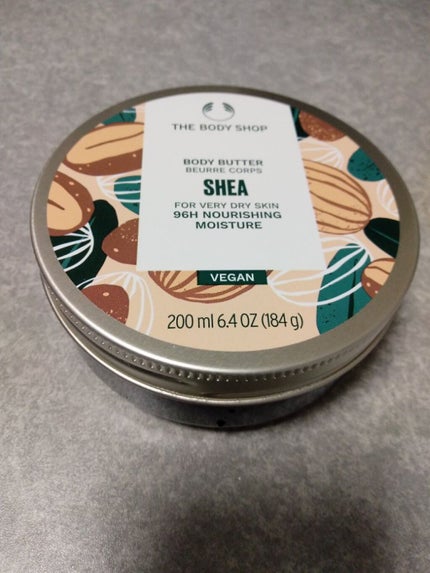 THE BODY SHOP
BODY BUTTER
BEURRE CORPS
SHEA
FOR VERY DRY SKIN
96H NOURISHING
MOISTURE
VEGAN
200 ml 6.4 OZ (184 g)